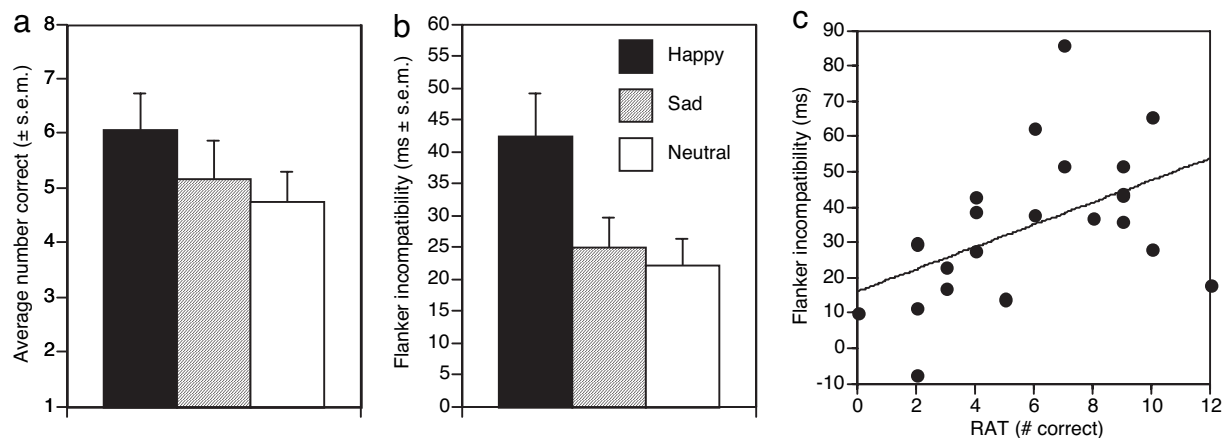 a
Average number correct (± s.e.m.)
8
7
6
5
4
3
2
1
b
Flanker incompatibility (ms ± s.e.m.)
60
55
50
45
40
35
30
25
20
15
10
5
0
Happy
Sad
Neutral
c
Flanker incompatibility (ms)
90
80
70
60
50
40
30
20
10
0
-10
0 2 4 6 8 10 12
RAT (# correct)